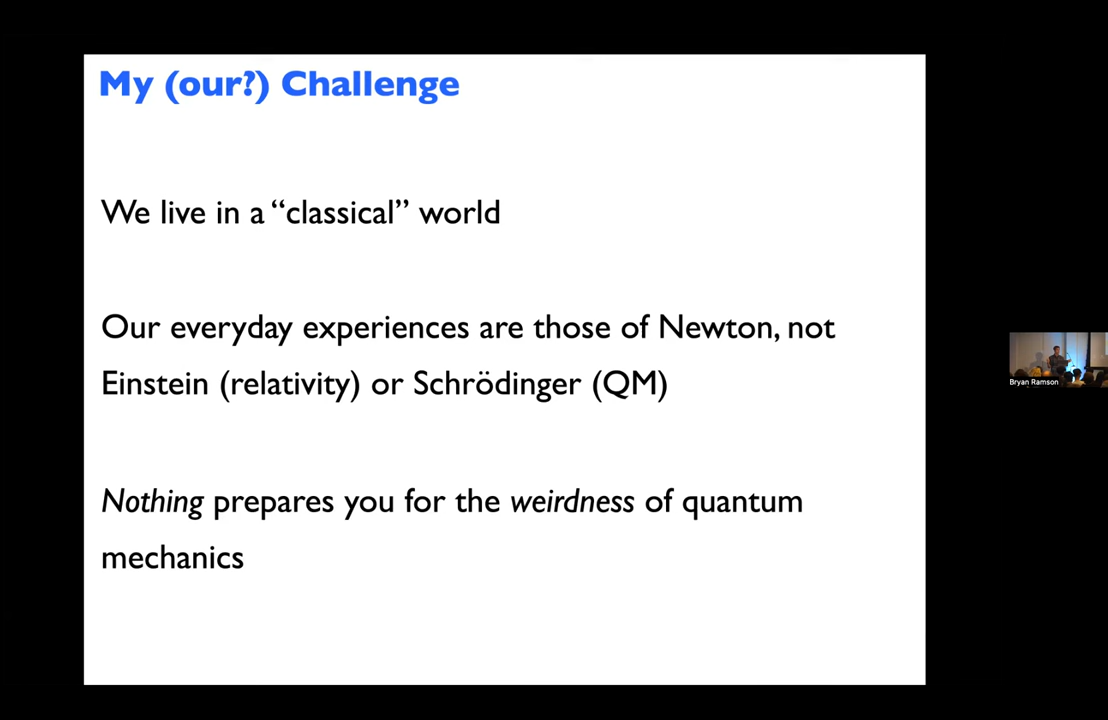 My (our?) Challenge
We live in a “classical” world
Our everyday experiences are those of Newton, not
Einstein (relativity) or Schrödinger (QM)
Nothing prepares you for the weirdness of quantum
mechanics
Bryan Ramson